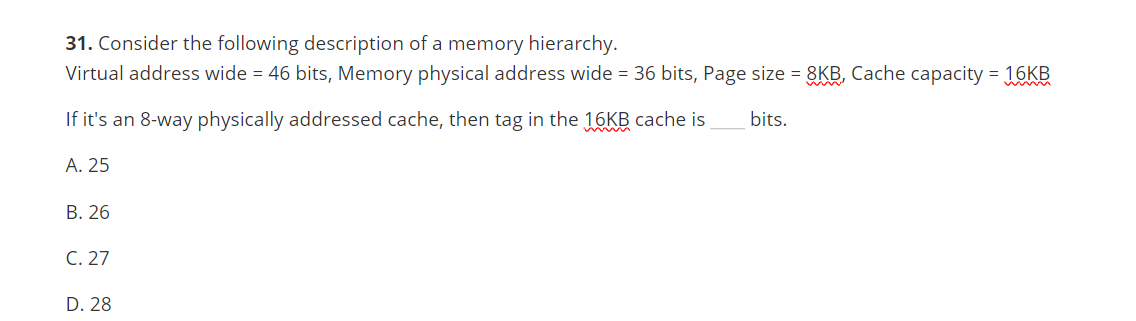 31. Consider the following description of a memory hierarchy.
Virtual address wide = 46 bits, Memory physical address wide = 36 bits, Page size = 8KB, Cache capacity = 16KB
If it's an 8-way physically addressed cache, then tag in the 16KB cache is ____ bits.
A. 25
B. 26
C. 27
D. 28